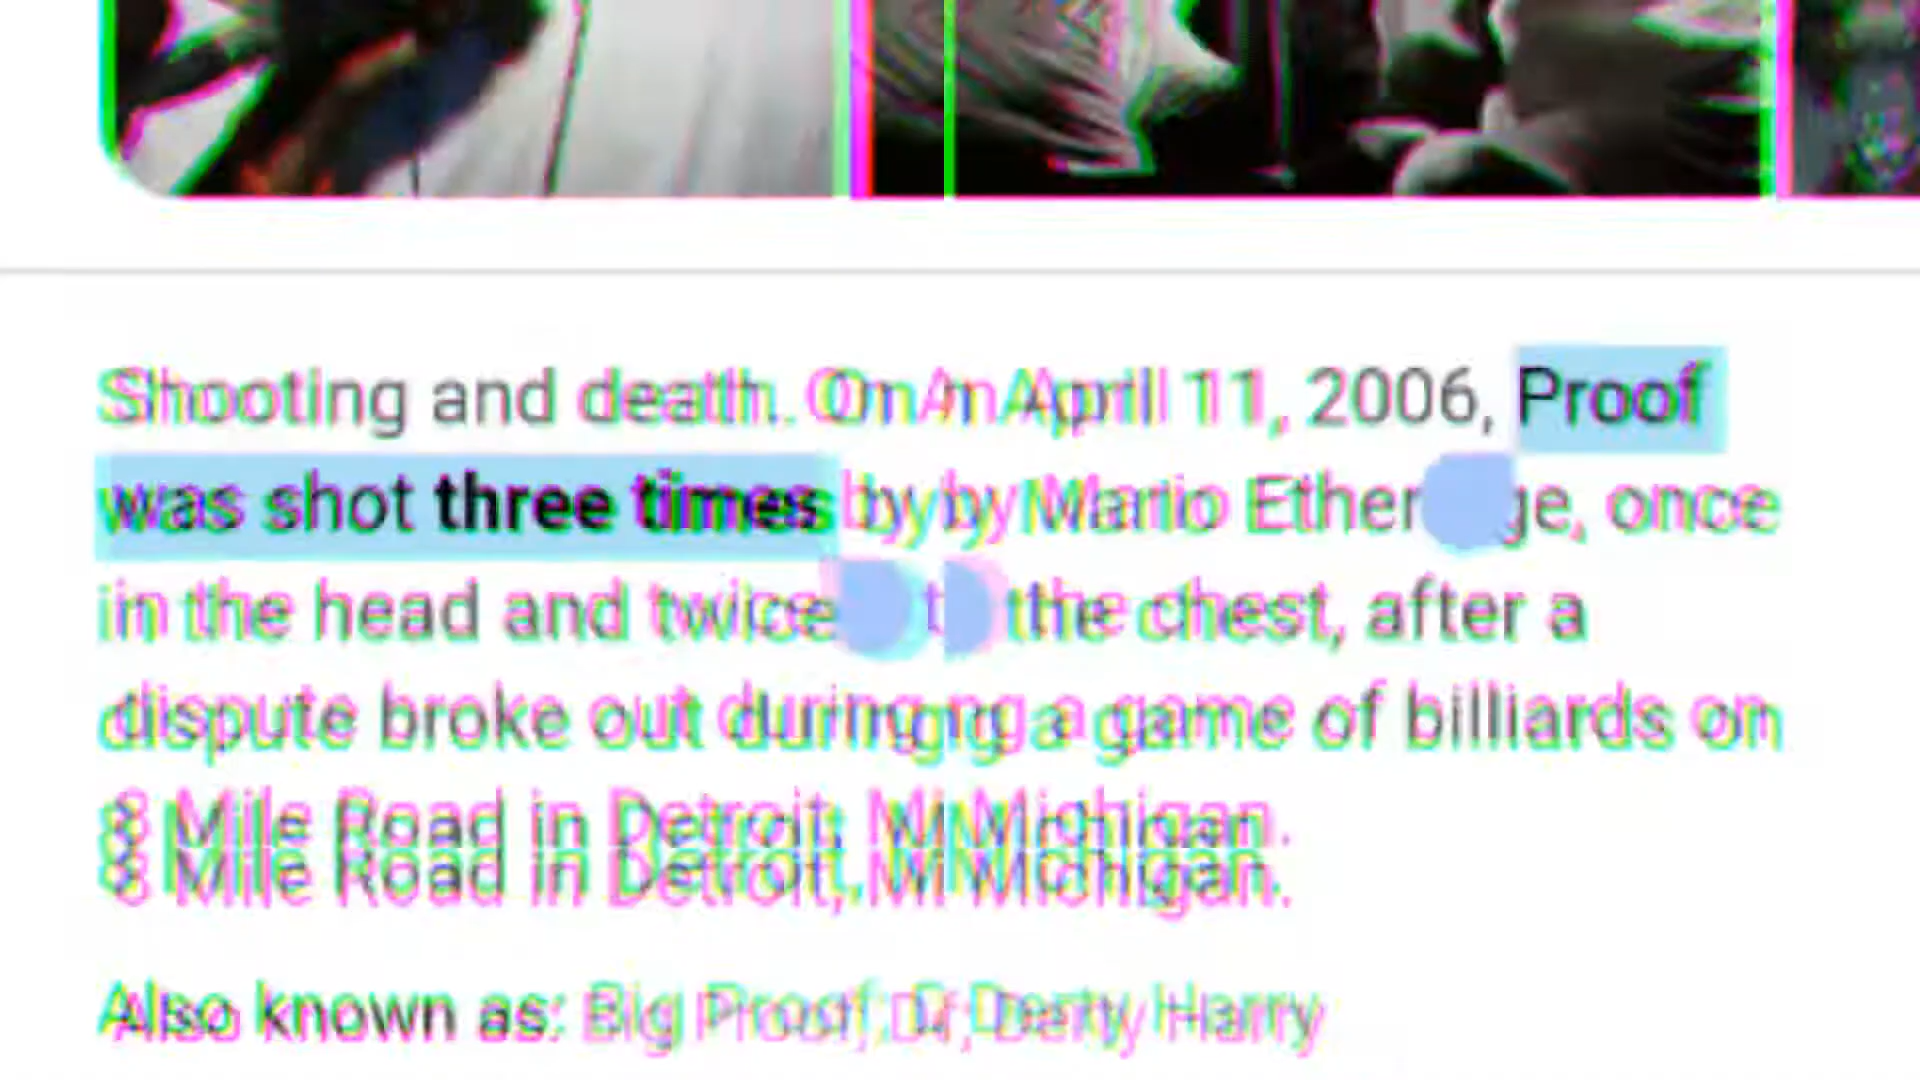 Shooting and death. On April 11, 2006, Proof
was shot three times by Mario Ether ge, once
in the head and twice the chest, after a
dispute broke out during a game of billiards on
8 Mile Road in Detroit, Michigan.
Also known as: Big Proof, Derty Harry